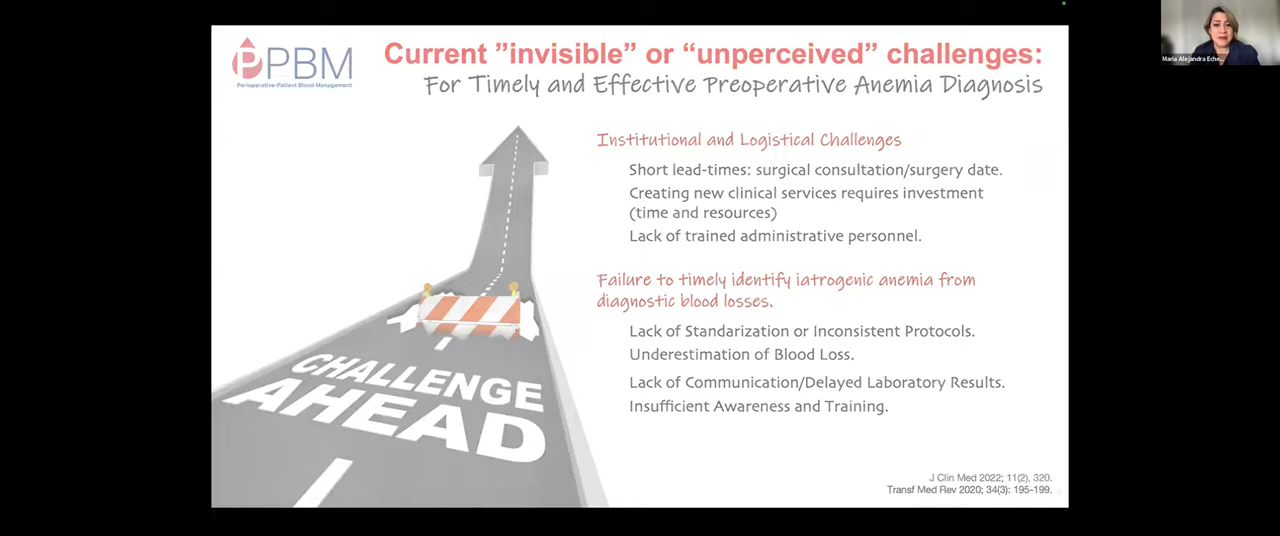 PBM
Perioperative-Patient Blood Management
Current ”invisible” or “unperceived” challenges:
For Timely and Effective Preoperative Anemia Diagnosis
Institutional and Logistical Challenges
Short lead-times: surgical consultation/surgery date.
Creating new clinical services requires investment
(time and resources)
Lack of trained administrative personnel.
Failure to timely identify iatrogenic anemia from
diagnostic blood losses.
Lack of Standarization or Inconsistent Protocols.
Underestimation of Blood Loss.
Lack of Communication/Delayed Laboratory Results.
Insufficient Awareness and Training.
CHALLENGE
AHEAD
J Clin Med 2022; 11(2), 320.
Transf Med Rev 2020; 34(3): 195-199.
Maria Alejandra Eche...